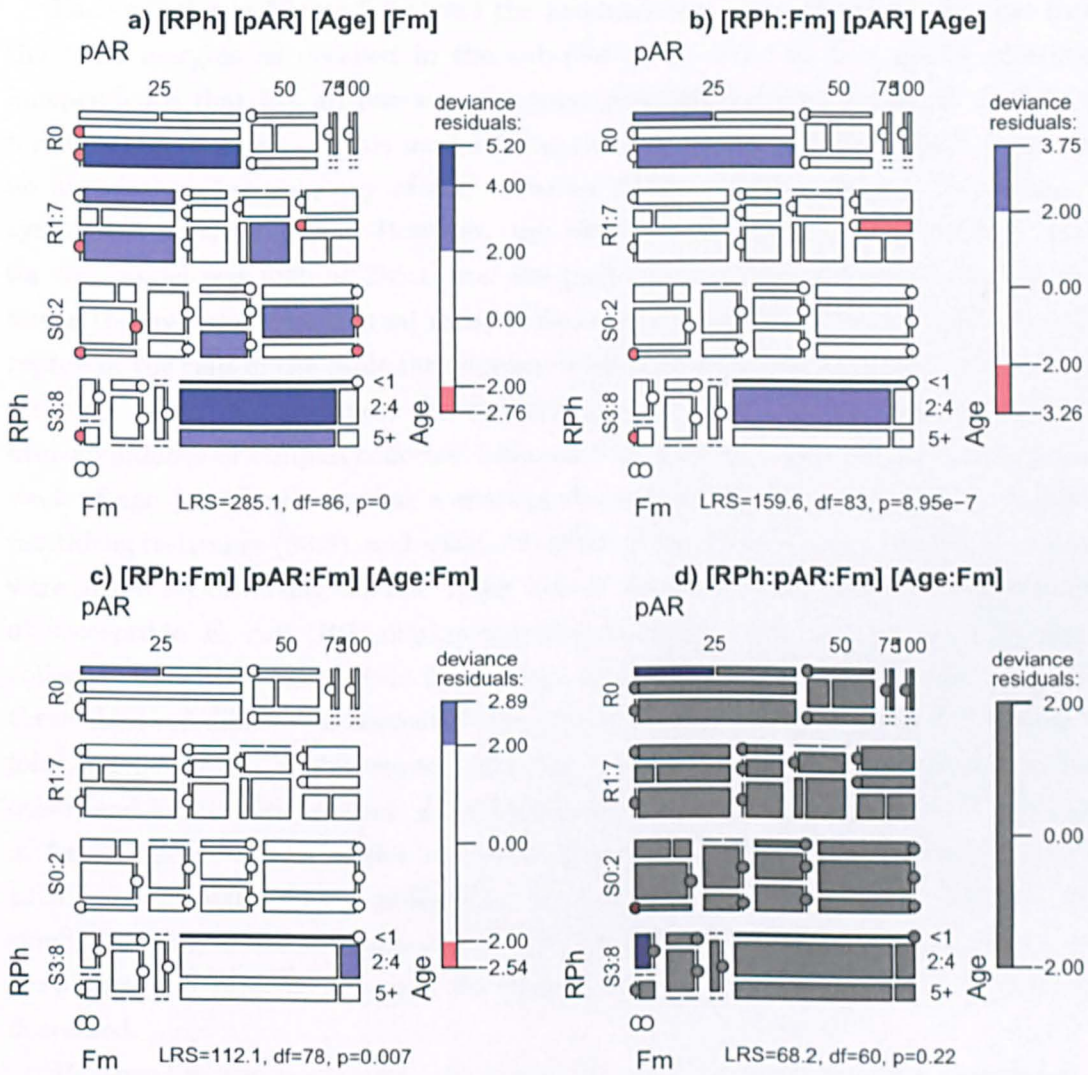 a) [RPh] [pAR] [Age] [Fm]
pAR
25 50 75100
deviance
residuals:
5.20
4.00
2.00
0.00
−2.00
−2.76
R0
R1:7
S0:2
S3:8
RPh
<1
2:4
5+
Age
Fm
LRS=285.1, df=86, p=0
b) [RPh:Fm] [pAR] [Age]
pAR
25 50 75100
deviance
residuals:
3.75
2.00
0.00
−2.00
−3.26
R0
R1:7
S0:2
S3:8
RPh
<1
2:4
5+
Age
Fm
LRS=159.6, df=83, p=8.95e−7
c) [RPh:Fm] [pAR:Fm] [Age:Fm]
pAR
25 50 75100
deviance
residuals:
2.89
2.00
0.00
−2.00
−2.54
R0
R1:7
S0:2
S3:8
RPh
<1
2:4
5+
Age
Fm
LRS=112.1, df=78, p=0.007
d) [RPh:pAR:Fm] [Age:Fm]
pAR
25 50 75100
deviance
residuals:
2.00
0.00
−2.00
R0
R1:7
S0:2
S3:8
RPh
<1
2:4
5+
Age
Fm
LRS=68.2, df=60, p=0.22